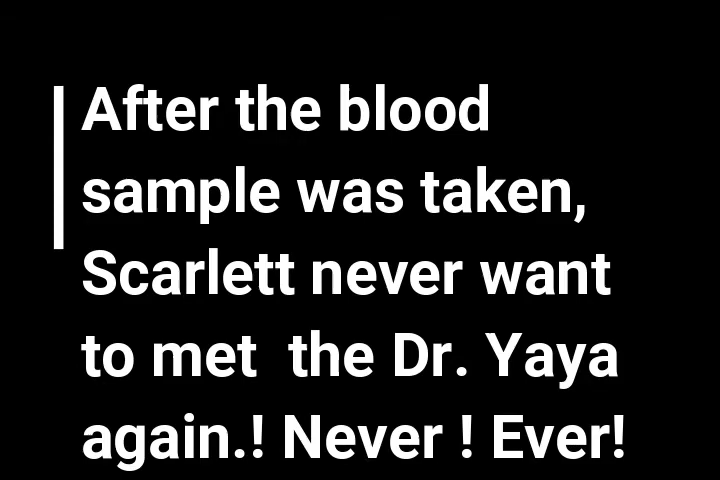 After the blood
sample was taken,
Scarlett never want
to met  the Dr. Yaya
again.! Never ! Ever!